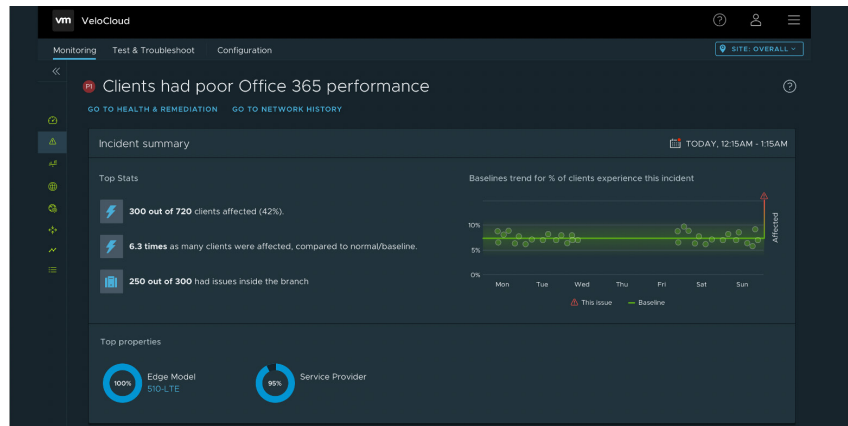 vm VeloCloud
Monitoring Test & Troubleshoot Configuration SITE: OVERALL
P1 Clients had poor Office 365 performance
GO TO HEALTH & REMEDIATION GO TO NETWORK HISTORY
Incident summary TODAY, 12:15AM - 1:15AM
Top Stats
300 out of 720 clients affected (42%).
6.3 times as many clients were affected, compared to normal/baseline.
250 out of 300 had issues inside the branch
Baselines trend for % of clients experience this incident
10%
5%
0%
Mon Tue Wed Thu Fri Sat Sun
Affected
This issue Baseline
Top properties
100% Edge Model
510-LTE
95% Service Provider